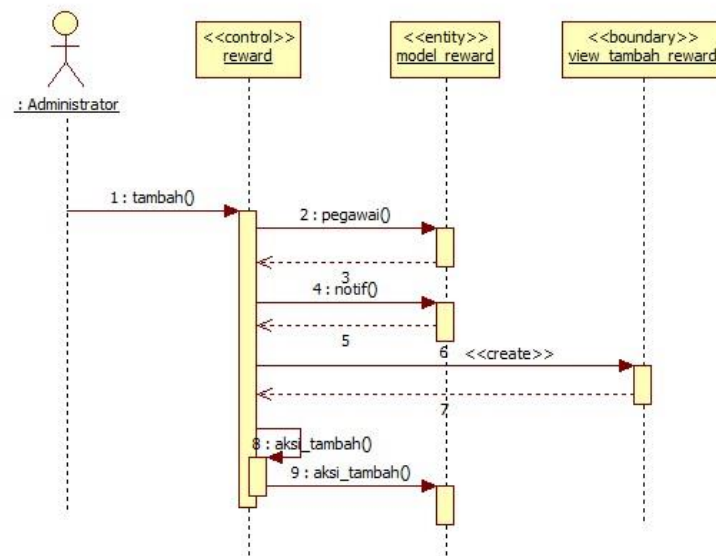 <<control>>
reward
<<entity>>
model_reward
<<boundary>>
view_tambah_reward
: Administrator
1 : tambah()
2 : pegawai()
3
4 : notif()
5
6
<<create>>
7
8 : aksi_tambah()
9 : aksi_tambah()